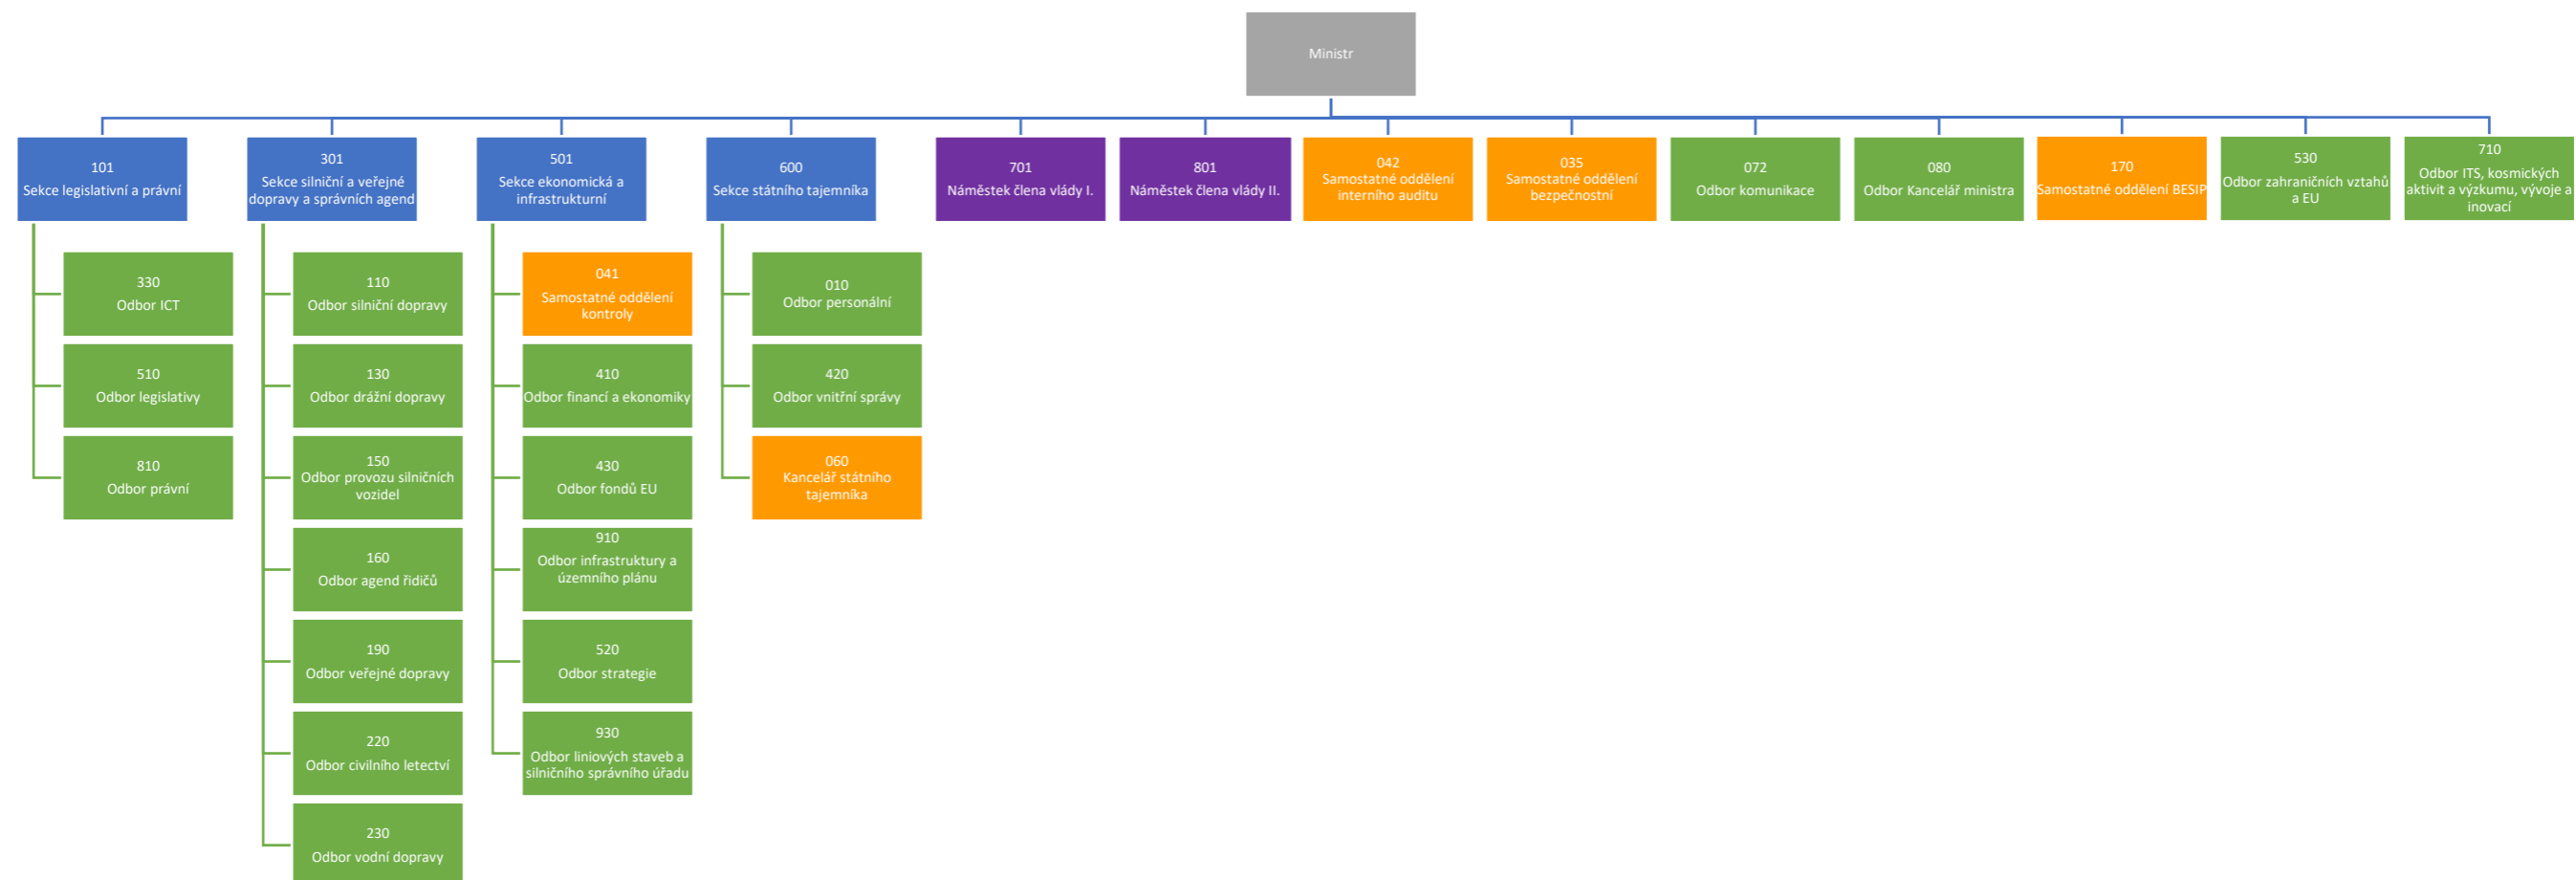 Ministr
101
Sekce legislativní a právní
301
Sekce silniční a veřejné
dopravy a správních agend
501
Sekce ekonomická a
infrastrukturní
600
Sekce státního tajemníka
701
Náměstek člena vlády I.
801
Náměstek člena vlády II.
042
Samostatné oddělení
interního auditu
035
Samostatné oddělení
bezpečnostní
072
Odbor komunikace
080
Odbor Kancelář ministra
170
Samostatné oddělení BESIP
530
Odbor zahraničních vztahů
a EU
710
Odbor ITS, kosmických
aktivit a výzkumu, vývoje a
inovací
330
Odbor ICT
510
Odbor legislativy
810
Odbor právní
110
Odbor silniční dopravy
130
Odbor drážní dopravy
150
Odbor provozu silničních
vozidel
160
Odbor agend řidičů
190
Odbor veřejné dopravy
220
Odbor civilního letectví
230
Odbor vodní dopravy
041
Samostatné oddělení
kontroly
410
Odbor financí a ekonomiky
430
Odbor fondů EU
910
Odbor infrastruktury a
územního plánu
520
Odbor strategie
930
Odbor liniových staveb a
silničního správního úřadu
010
Odbor personální
420
Odbor vnitřní správy
060
Kancelář státního
tajemníka